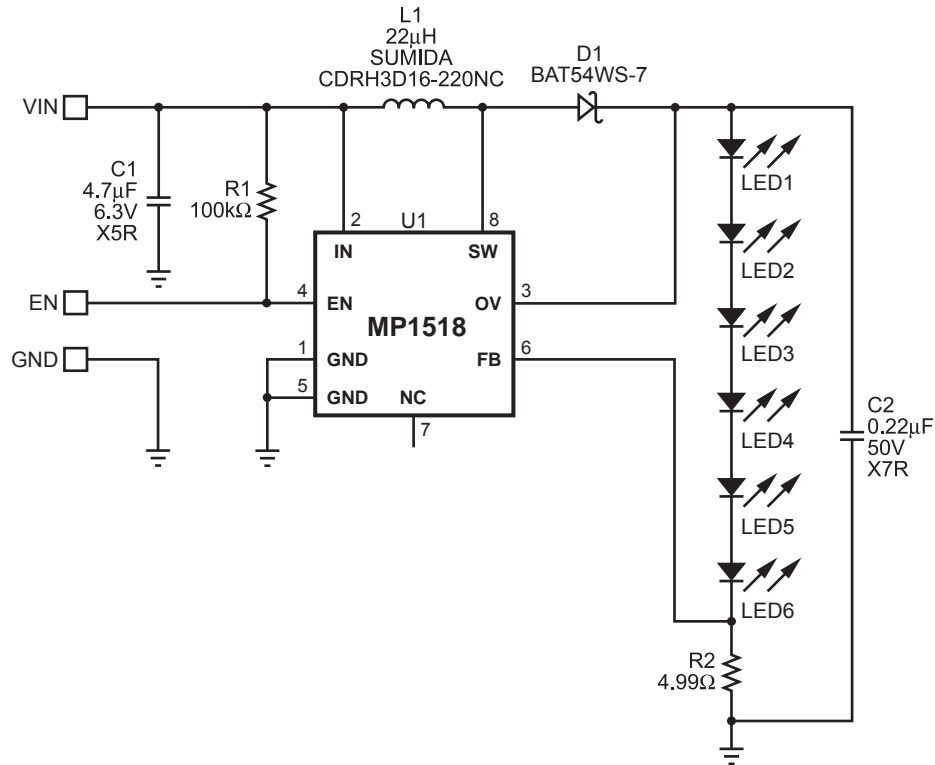 L1
22μH
SUMIDA
CDRH3D16-220NC
D1
BAT54WS-7
VIN
C1
4.7μF
6.3V
X5R
R1
100kΩ
2
U1
8
IN
SW
LED1
LED2
EN
4
EN
OV
3
MP1518
LED3
GND
1
GND
FB
6
5
GND
NC
7
LED4
C2
0.22μF
50V
X7R
LED5
LED6
R2
4.99Ω